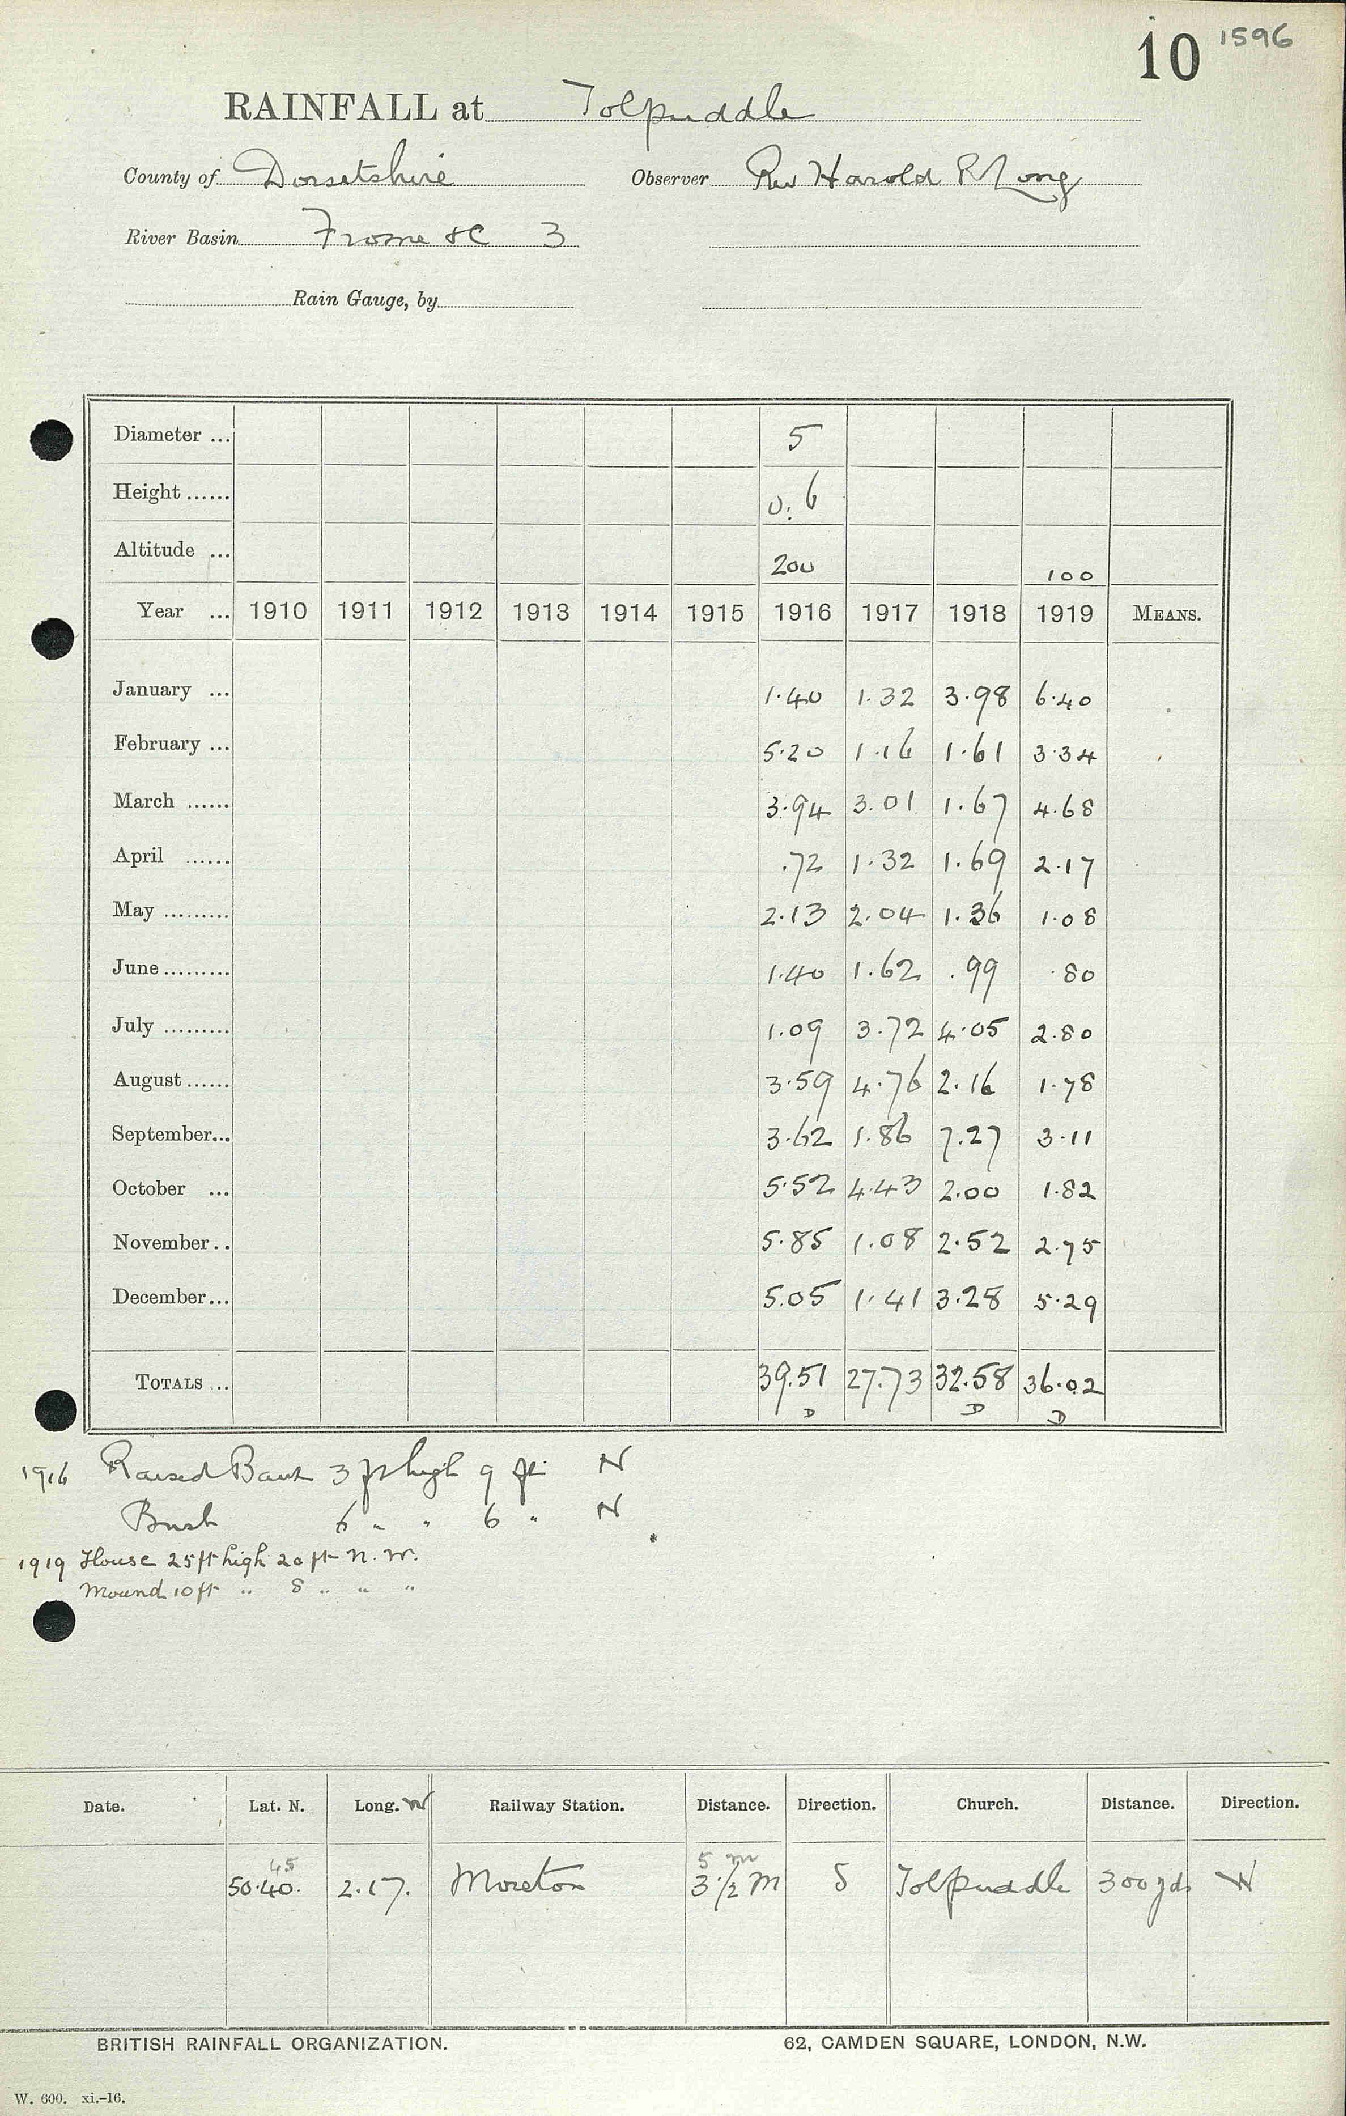 10 1596
RAINFALL at Tolpuddle
County of Dorsetshire Observer Rev Harold R Long
River Basin Frome &c 3
Rain Gauge, by
Diameter ... 5
Height ...... 0.6
Altitude ... 200 100
Year ... 1910 1911 1912 1913 1914 1915 1916 1917 1918 1919 MEANS.
January ... 1.40 1.32 3.98 6.40
February ... 5.20 1.16 1.61 3.34
March ...... 3.94 3.01 1.67 4.68
April ...... .72 1.32 1.69 2.17
May ......... 2.13 2.04 1.36 1.08
June ......... 1.40 1.62 .99 .80
July ......... 1.09 3.72 4.05 2.80
August ...... 3.59 4.76 2.16 1.78
September... 3.62 1.86 7.27 3.11
October ... 5.52 4.43 2.00 1.82
November.. 5.85 1.08 2.52 2.75
December... 5.05 1.41 3.28 5.29
TOTALS ... 39.51 27.73 32.58 36.02
D D D
1916 Raised Bank 3 ft high 9 ft N
Bush 6 " " 6 " N
1919 House 25 ft high 20 ft N.W.
Mound 10 ft " 8 " " "
Date. Lat. N. Long. W Railway Station. Distance. Direction. Church. Distance. Direction.
45 5 m
50.40. 2.17. Moreton 3 1/2 M S Tolpuddle 300 yds W
BRITISH RAINFALL ORGANIZATION. 62, CAMDEN SQUARE, LONDON, N.W.
W. 600. xi.-16.